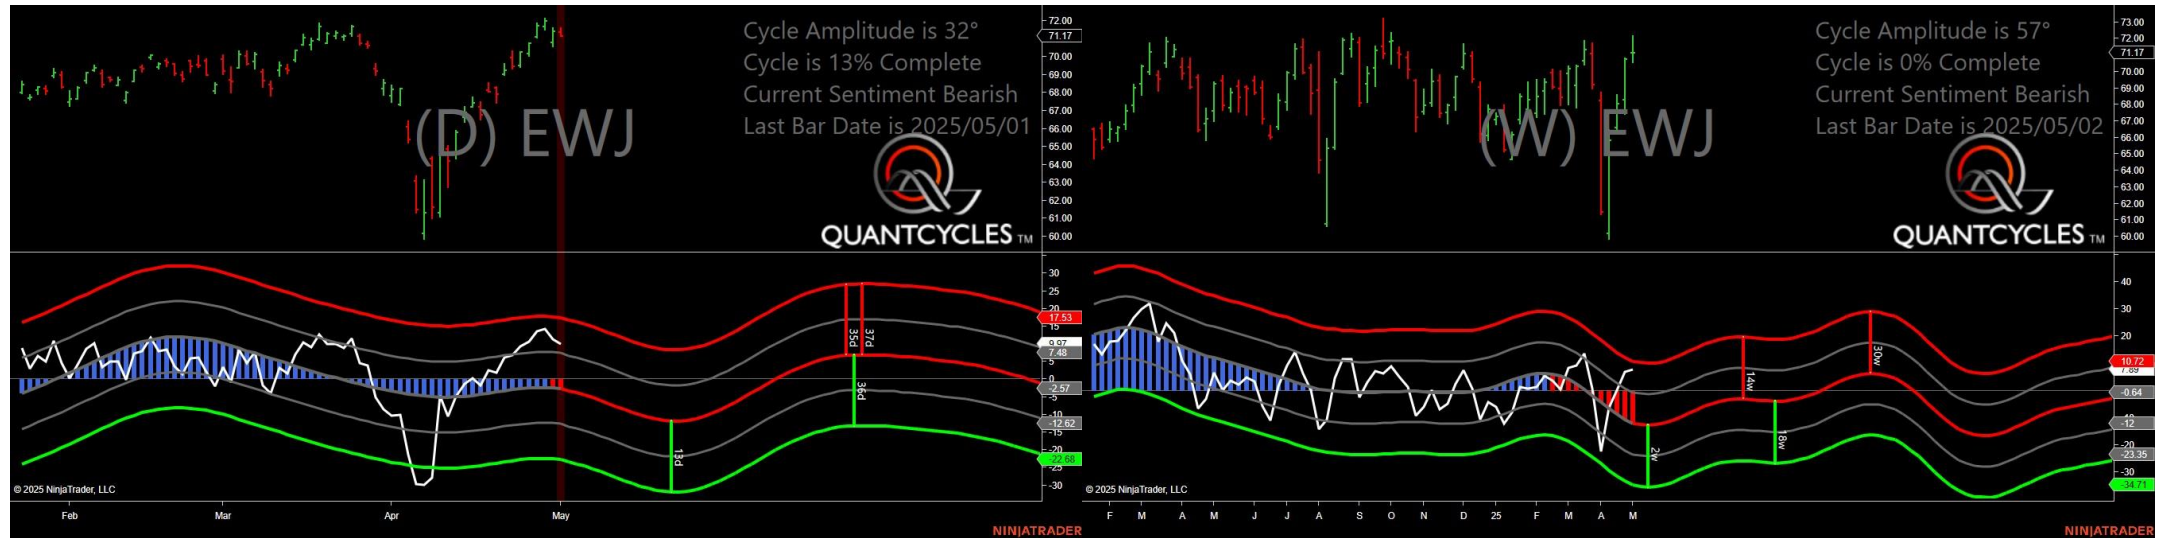 Cycle Amplitude is 32°
Cycle is 13% Complete
Current Sentiment Bearish
Last Bar Date is 2025/05/01
(D) EWJ
QUANTCYCLES TM
72.00
71.17
70.00
69.00
68.00
67.00
66.00
65.00
64.00
63.00
62.00
61.00
60.00
30
25
20
17.53
15
9.97
7.48
5
0
-2.57
-5
-10
-12.62
-15
-22.68
-25
-30
13d
35d
37d
36d
© 2025 NinjaTrader, LLC
Feb
Mar
Apr
May
NINJATRADER
Cycle Amplitude is 57°
Cycle is 0% Complete
Current Sentiment Bearish
Last Bar Date is 2025/05/02
(W) EWJ
QUANTCYCLES TM
73.00
72.00
71.17
70.00
69.00
68.00
67.00
66.00
65.00
64.00
63.00
62.00
61.00
60.00
40
30
20
10.72
7.89
-0.64
-12
-20
-23.35
-30
-34.71
2w
14w
18w
30w
© 2025 NinjaTrader, LLC
F
M
A
M
J
J
A
S
O
N
D
25
F
M
A
M
NINJATRADER